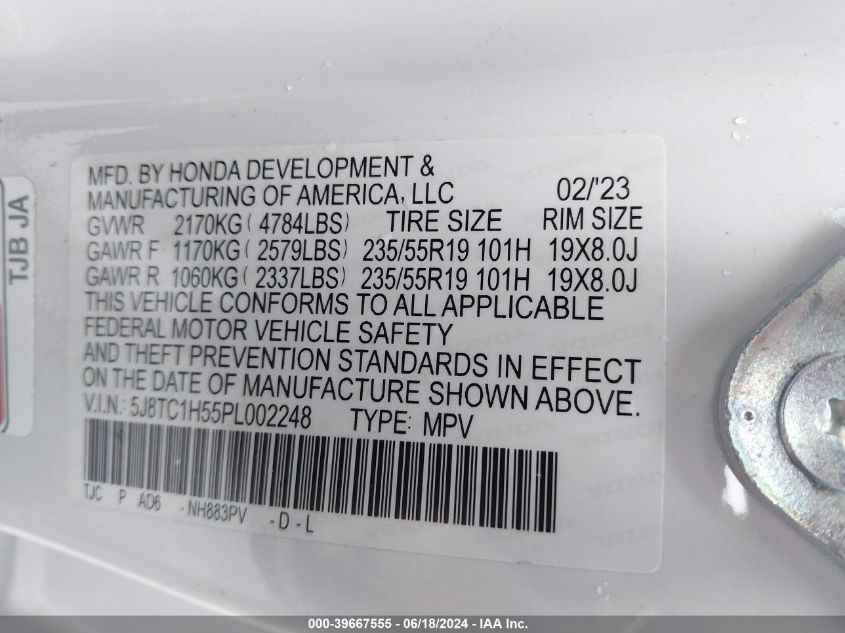 MFD. BY HONDA DEVELOPMENT &
MANUFACTURING OF AMERICA, LLC 02/'23
GVWR 2170KG ( 4784LBS) TIRE SIZE RIM SIZE
GAWR F 1170KG ( 2579LBS) 235/55R19 101H 19X8.0J
GAWR R 1060KG ( 2337LBS) 235/55R19 101H 19X8.0J
THIS VEHICLE CONFORMS TO ALL APPLICABLE
FEDERAL MOTOR VEHICLE SAFETY
AND THEFT PREVENTION STANDARDS IN EFFECT
ON THE DATE OF MANUFACTURE SHOWN ABOVE.
V.I.N.: 5J8TC1H55PL002248 TYPE: MPV
TJC P AD6 -NH883PV -D-L
TJB JA
000-39667555 - 06/18/2024 - IAA Inc.